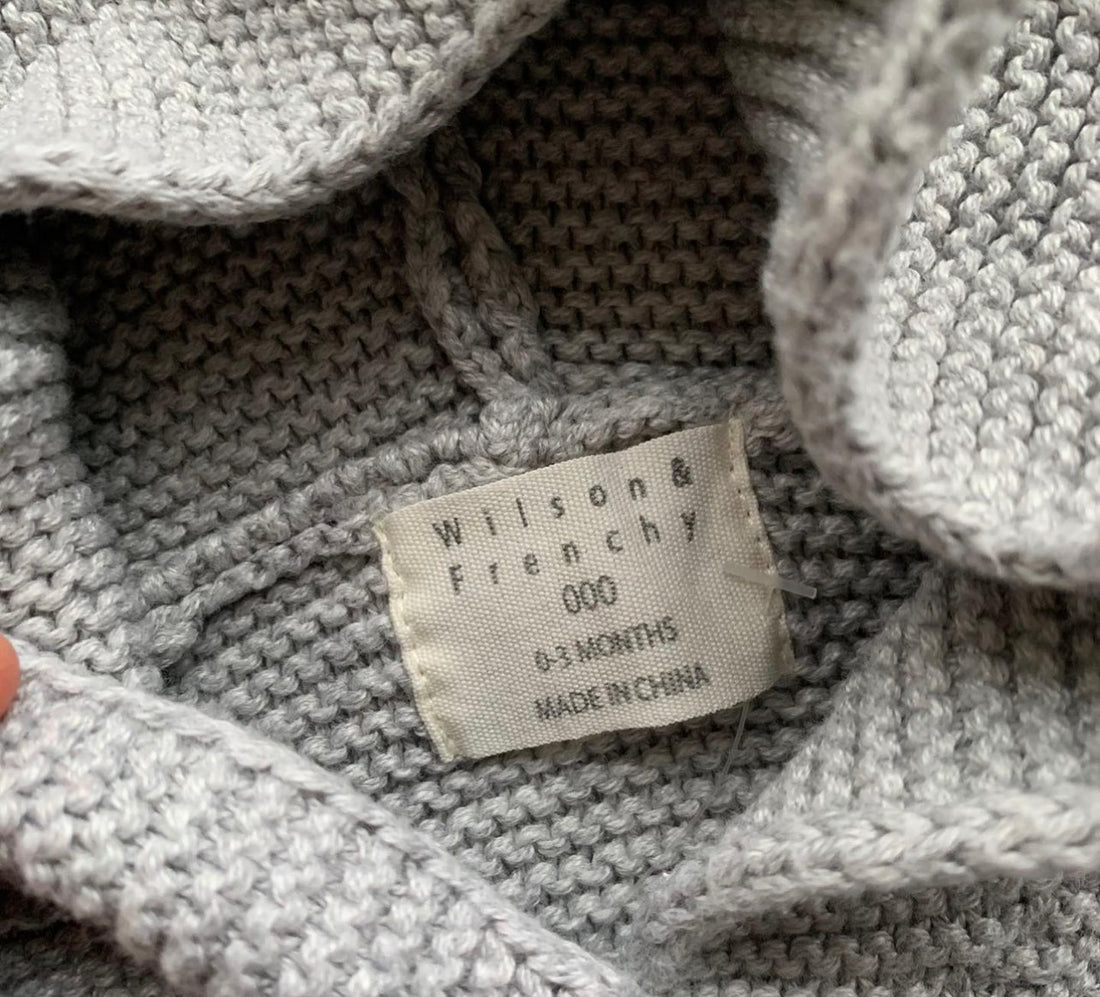 Wilson &
Frenchy
000
0-3 MONTHS
MADE IN CHINA